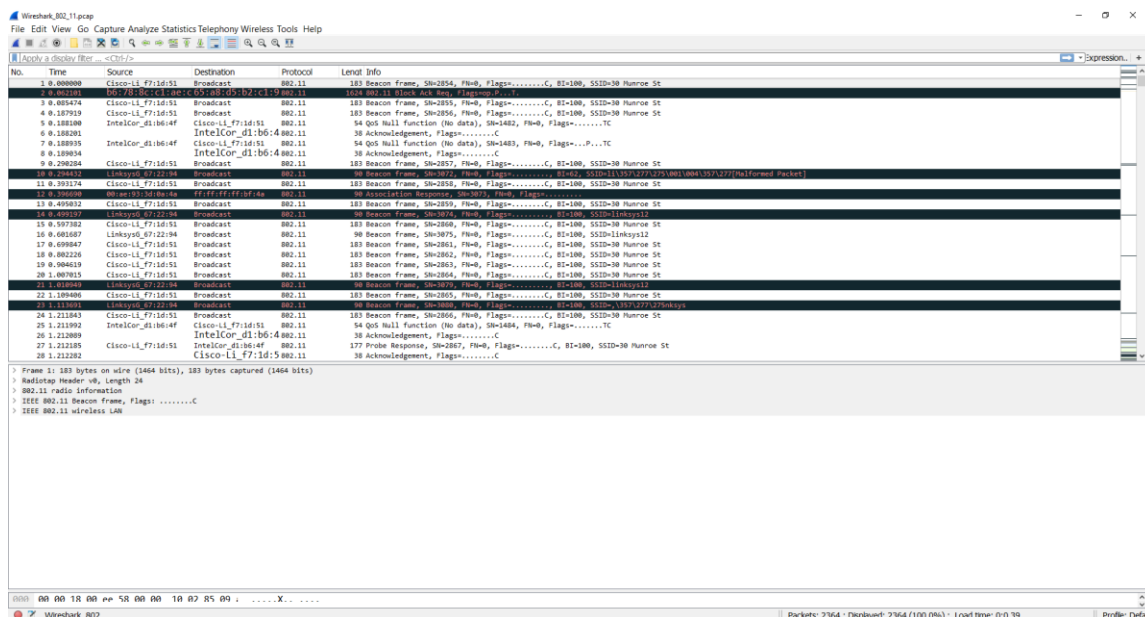 Wireshark_802_11.pcap
File Edit View Go Capture Analyze Statistics Telephony Wireless Tools Help
Apply a display filter ... <Ctrl-/> Expression... +
No. Time Source Destination Protocol Lengt Info
1 0.000000 Cisco-Li_f7:1d:51 Broadcast 802.11 183 Beacon frame, SN=2854, FN=0, Flags=........C, BI=100, SSID=30 Munroe St
2 0.062101 b6:78:8c:c1:ae:c 65:a8:d5:b2:c1:9 802.11 1624 802.11 Block Ack Req, Flags=op.P...T.
3 0.085474 Cisco-Li_f7:1d:51 Broadcast 802.11 183 Beacon frame, SN=2855, FN=0, Flags=........C, BI=100, SSID=30 Munroe St
4 0.187919 Cisco-Li_f7:1d:51 Broadcast 802.11 183 Beacon frame, SN=2856, FN=0, Flags=........C, BI=100, SSID=30 Munroe St
5 0.188100 IntelCor_d1:b6:4f Cisco-Li_f7:1d:51 802.11 54 QoS Null function (No data), SN=1482, FN=0, Flags=.......TC
6 0.188201 IntelCor_d1:b6:4 802.11 38 Acknowledgement, Flags=........C
7 0.188935 IntelCor_d1:b6:4f Cisco-Li_f7:1d:51 802.11 54 QoS Null function (No data), SN=1483, FN=0, Flags=...P...TC
8 0.189034 IntelCor_d1:b6:4 802.11 38 Acknowledgement, Flags=........C
9 0.290284 Cisco-Li_f7:1d:51 Broadcast 802.11 183 Beacon frame, SN=2857, FN=0, Flags=........C, BI=100, SSID=30 Munroe St
10 0.294432 LinksysG_67:22:94 Broadcast 802.11 90 Beacon frame, SN=3072, FN=0, Flags=........., BI=62, SSID=li\357\277\275\001\004\357\277[Malformed Packet]
11 0.393174 Cisco-Li_f7:1d:51 Broadcast 802.11 183 Beacon frame, SN=2858, FN=0, Flags=........C, BI=100, SSID=30 Munroe St
12 0.396690 00:ae:93:3d:0a:4a ff:ff:ff:ff:bf:4a 802.11 90 Association Response, SN=3073, FN=0, Flags=.........
13 0.495032 Cisco-Li_f7:1d:51 Broadcast 802.11 183 Beacon frame, SN=2859, FN=0, Flags=........C, BI=100, SSID=30 Munroe St
14 0.499197 LinksysG_67:22:94 Broadcast 802.11 90 Beacon frame, SN=3074, FN=0, Flags=........., BI=100, SSID=linksys12
15 0.597382 Cisco-Li_f7:1d:51 Broadcast 802.11 183 Beacon frame, SN=2860, FN=0, Flags=........C, BI=100, SSID=30 Munroe St
16 0.601687 LinksysG_67:22:94 Broadcast 802.11 90 Beacon frame, SN=3075, FN=0, Flags=........., BI=100, SSID=linksys12
17 0.699847 Cisco-Li_f7:1d:51 Broadcast 802.11 183 Beacon frame, SN=2861, FN=0, Flags=........C, BI=100, SSID=30 Munroe St
18 0.802226 Cisco-Li_f7:1d:51 Broadcast 802.11 183 Beacon frame, SN=2862, FN=0, Flags=........C, BI=100, SSID=30 Munroe St
19 0.904619 Cisco-Li_f7:1d:51 Broadcast 802.11 183 Beacon frame, SN=2863, FN=0, Flags=........C, BI=100, SSID=30 Munroe St
20 1.007015 Cisco-Li_f7:1d:51 Broadcast 802.11 183 Beacon frame, SN=2864, FN=0, Flags=........C, BI=100, SSID=30 Munroe St
21 1.010949 LinksysG_67:22:94 Broadcast 802.11 90 Beacon frame, SN=3079, FN=0, Flags=........., BI=100, SSID=linksys12
22 1.109406 Cisco-Li_f7:1d:51 Broadcast 802.11 183 Beacon frame, SN=2865, FN=0, Flags=........C, BI=100, SSID=30 Munroe St
23 1.113691 LinksysG_67:22:94 Broadcast 802.11 90 Beacon frame, SN=3080, FN=0, Flags=........., BI=100, SSID=,\357\277\275nksys
24 1.211843 Cisco-Li_f7:1d:51 Broadcast 802.11 183 Beacon frame, SN=2866, FN=0, Flags=........C, BI=100, SSID=30 Munroe St
25 1.211992 IntelCor_d1:b6:4f Cisco-Li_f7:1d:51 802.11 54 QoS Null function (No data), SN=1484, FN=0, Flags=.......TC
26 1.212089 IntelCor_d1:b6:4 802.11 38 Acknowledgement, Flags=........C
27 1.212185 Cisco-Li_f7:1d:51 IntelCor_d1:b6:4f 802.11 177 Probe Response, SN=2867, FN=0, Flags=........C, BI=100, SSID=30 Munroe St
28 1.212282 Cisco-Li_f7:1d:5 802.11 38 Acknowledgement, Flags=........C
> Frame 1: 183 bytes on wire (1464 bits), 183 bytes captured (1464 bits)
> Radiotap Header v0, Length 24
> 802.11 radio information
> IEEE 802.11 Beacon frame, Flags: ........C
> IEEE 802.11 wireless LAN
000 00 00 18 00 ee 58 00 00 10 02 85 09 .....X.. ....
Wireshark_802 Packets: 2364 · Displayed: 2364 (100.0%) · Load time: 0:0.39 Profile: Defa